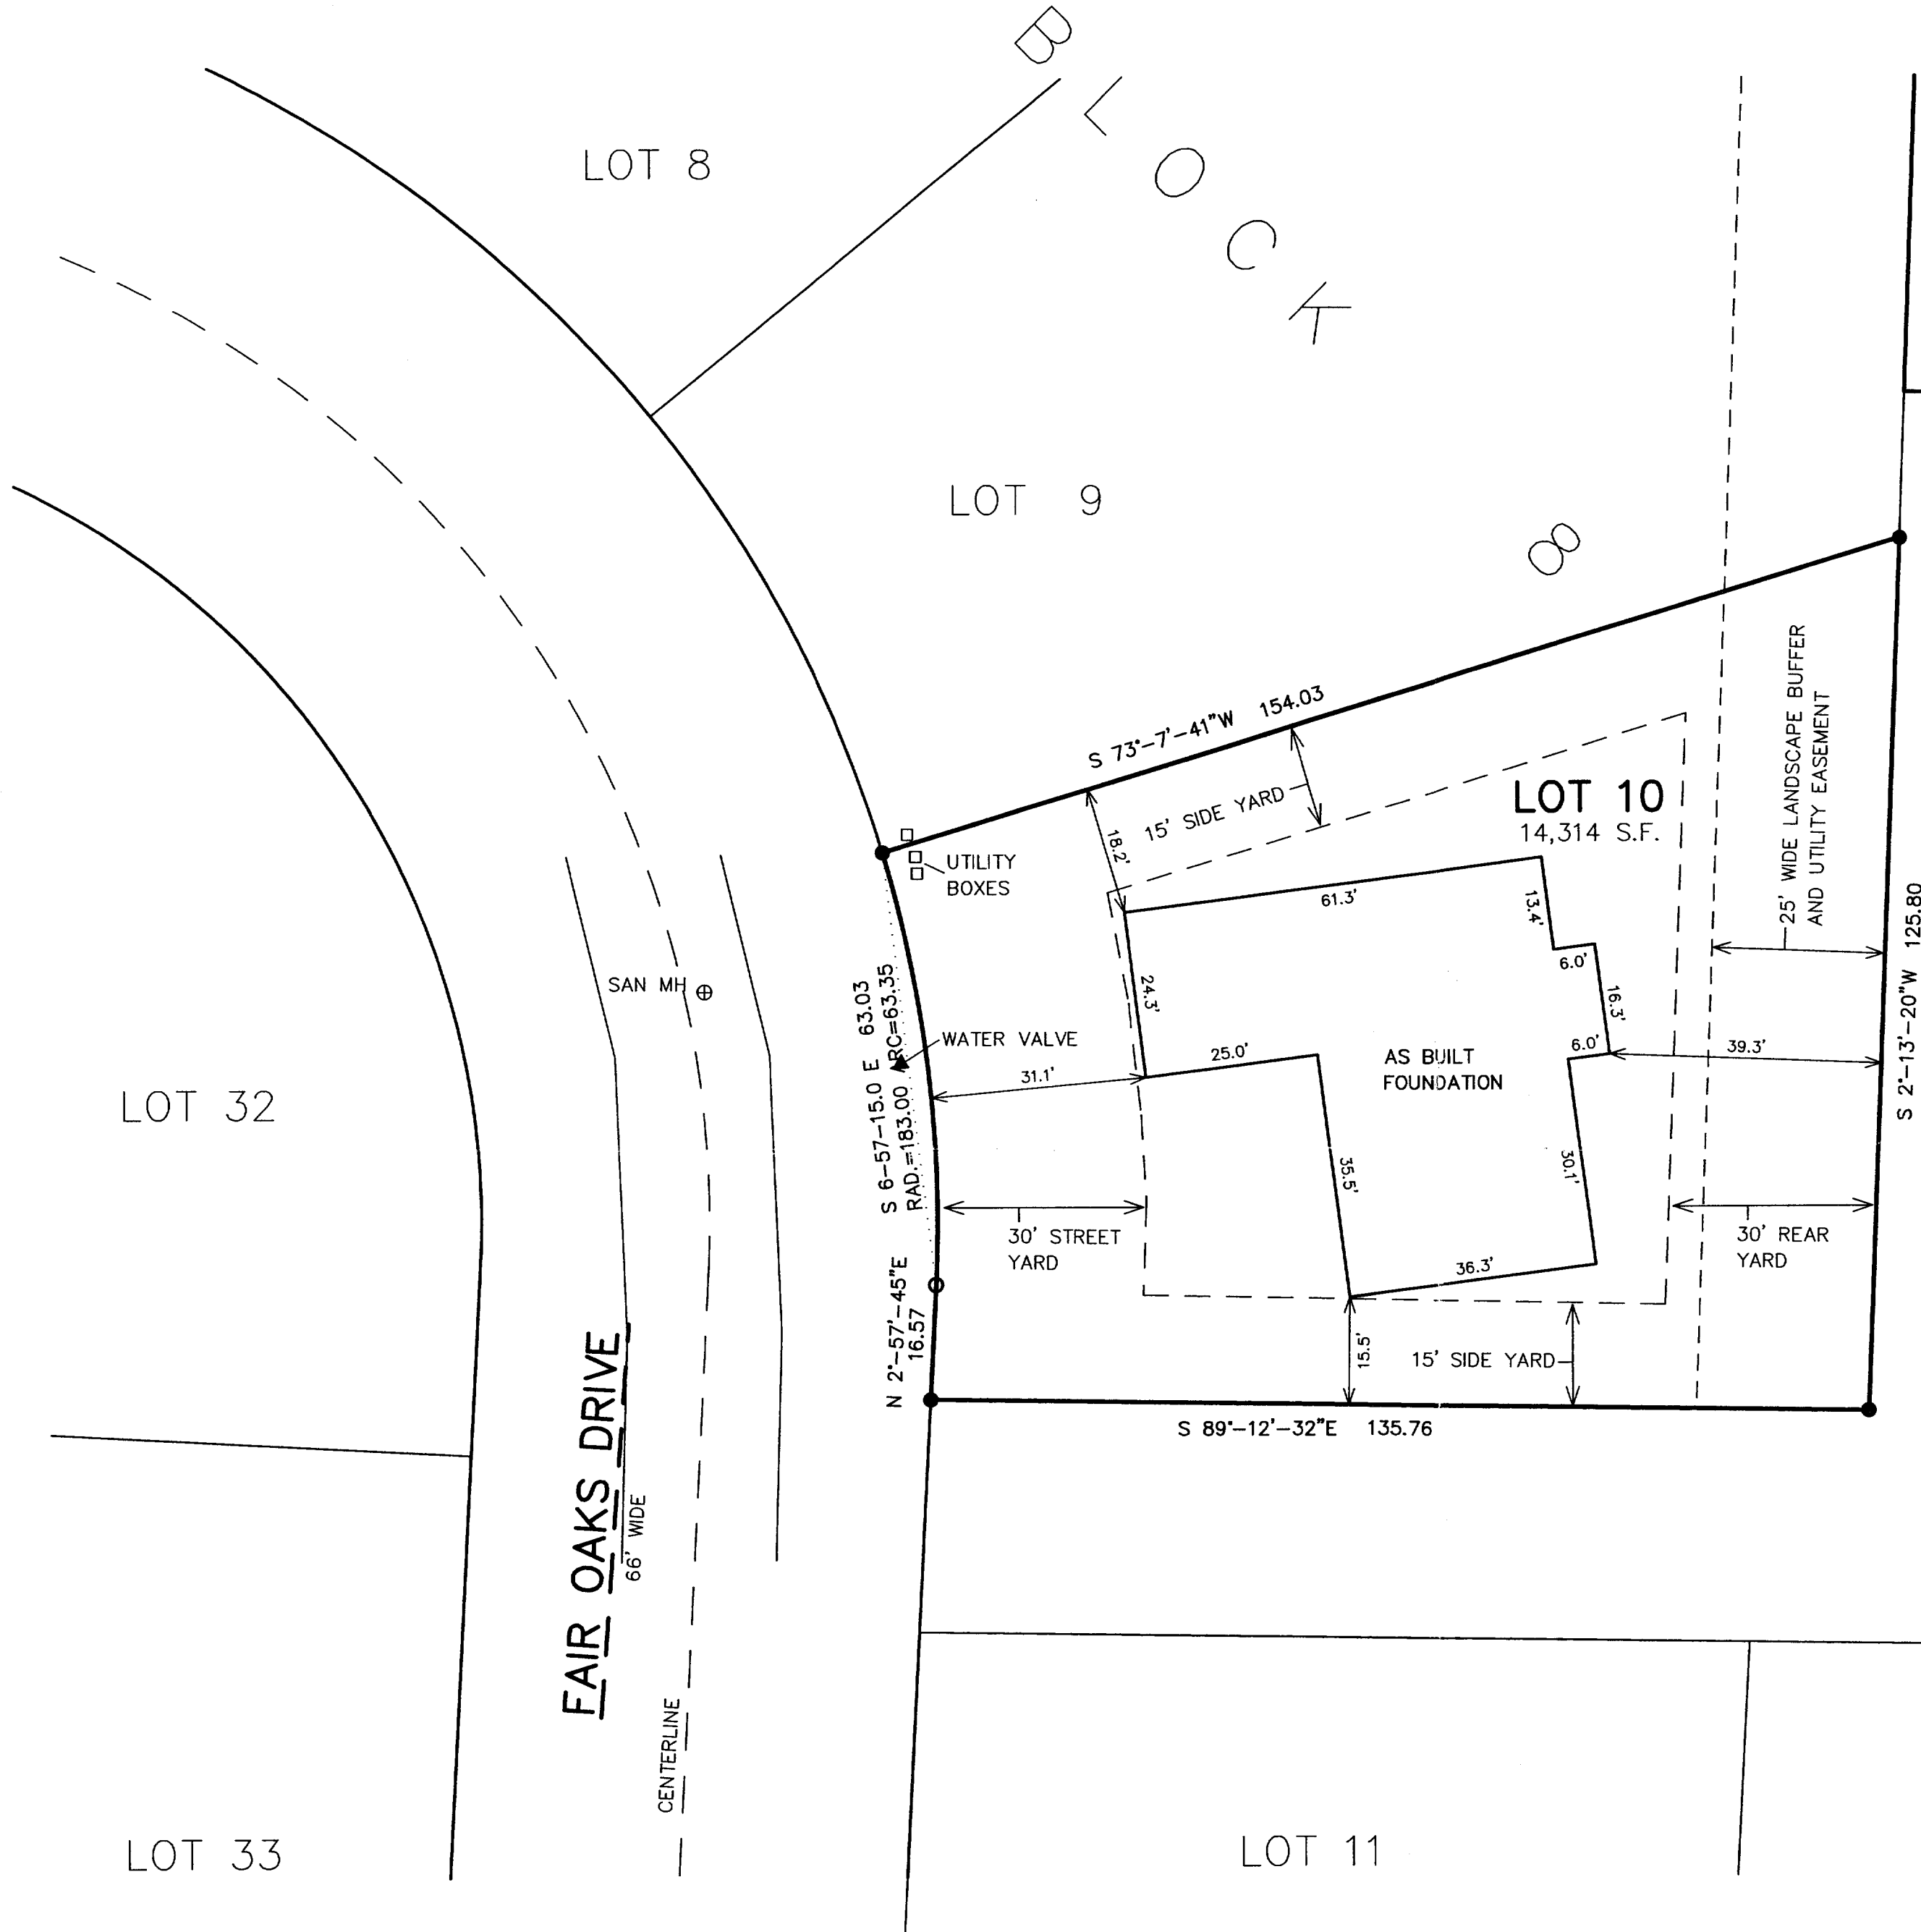 BLOCK
8
LOT 8
LOT 9
S 73°-7'-41"W 154.03
15' SIDE YARD
18.2'
LOT 10
14,314 S.F.
25' WIDE LANDSCAPE BUFFER
AND UTILITY EASEMENT
UTILITY
BOXES
61.3'
13.4'
6.0'
16.3'
6.0'
39.3'
S 2°-13'-20"W 125.80
SAN MH
S 6-57-15.0 E 63.03
RAD.=183.00 ARC=63.35
WATER VALVE
24.3'
25.0'
31.1'
AS BUILT
FOUNDATION
LOT 32
35.5'
30.1'
30' STREET
YARD
30' REAR
YARD
36.3'
N 2°-57'-45"E
16.57
15.5'
15' SIDE YARD
S 89°-12'-32"E 135.76
FAIR OAKS DRIVE
66' WIDE
CENTERLINE
LOT 33
LOT 11